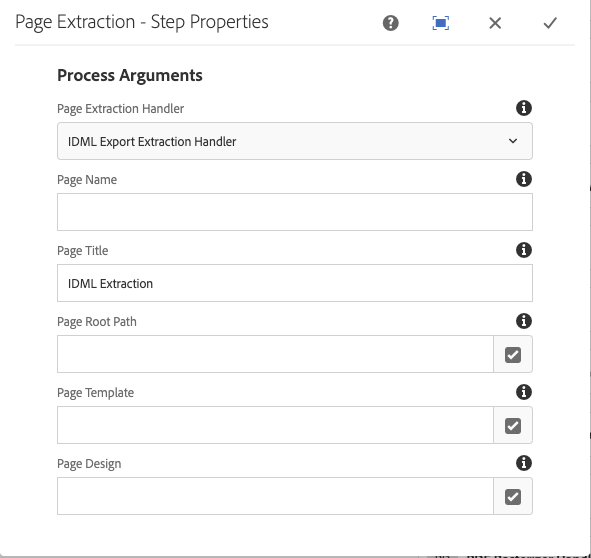 Page Extraction - Step Properties
Process Arguments
Page Extraction Handler
IDML Export Extraction Handler
Page Name
Page Title
IDML Extraction
Page Root Path
Page Template
Page Design